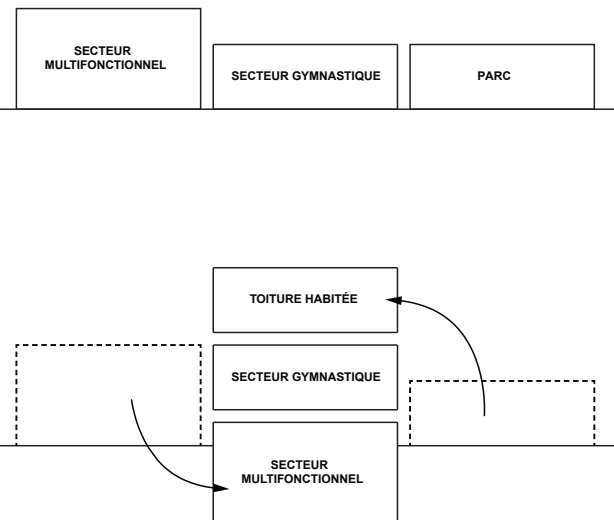 SECTEUR
MULTIFONCTIONNEL
SECTEUR GYMNASTIQUE
PARC
TOITURE HABITÉE
SECTEUR GYMNASTIQUE
SECTEUR
MULTIFONCTIONNEL